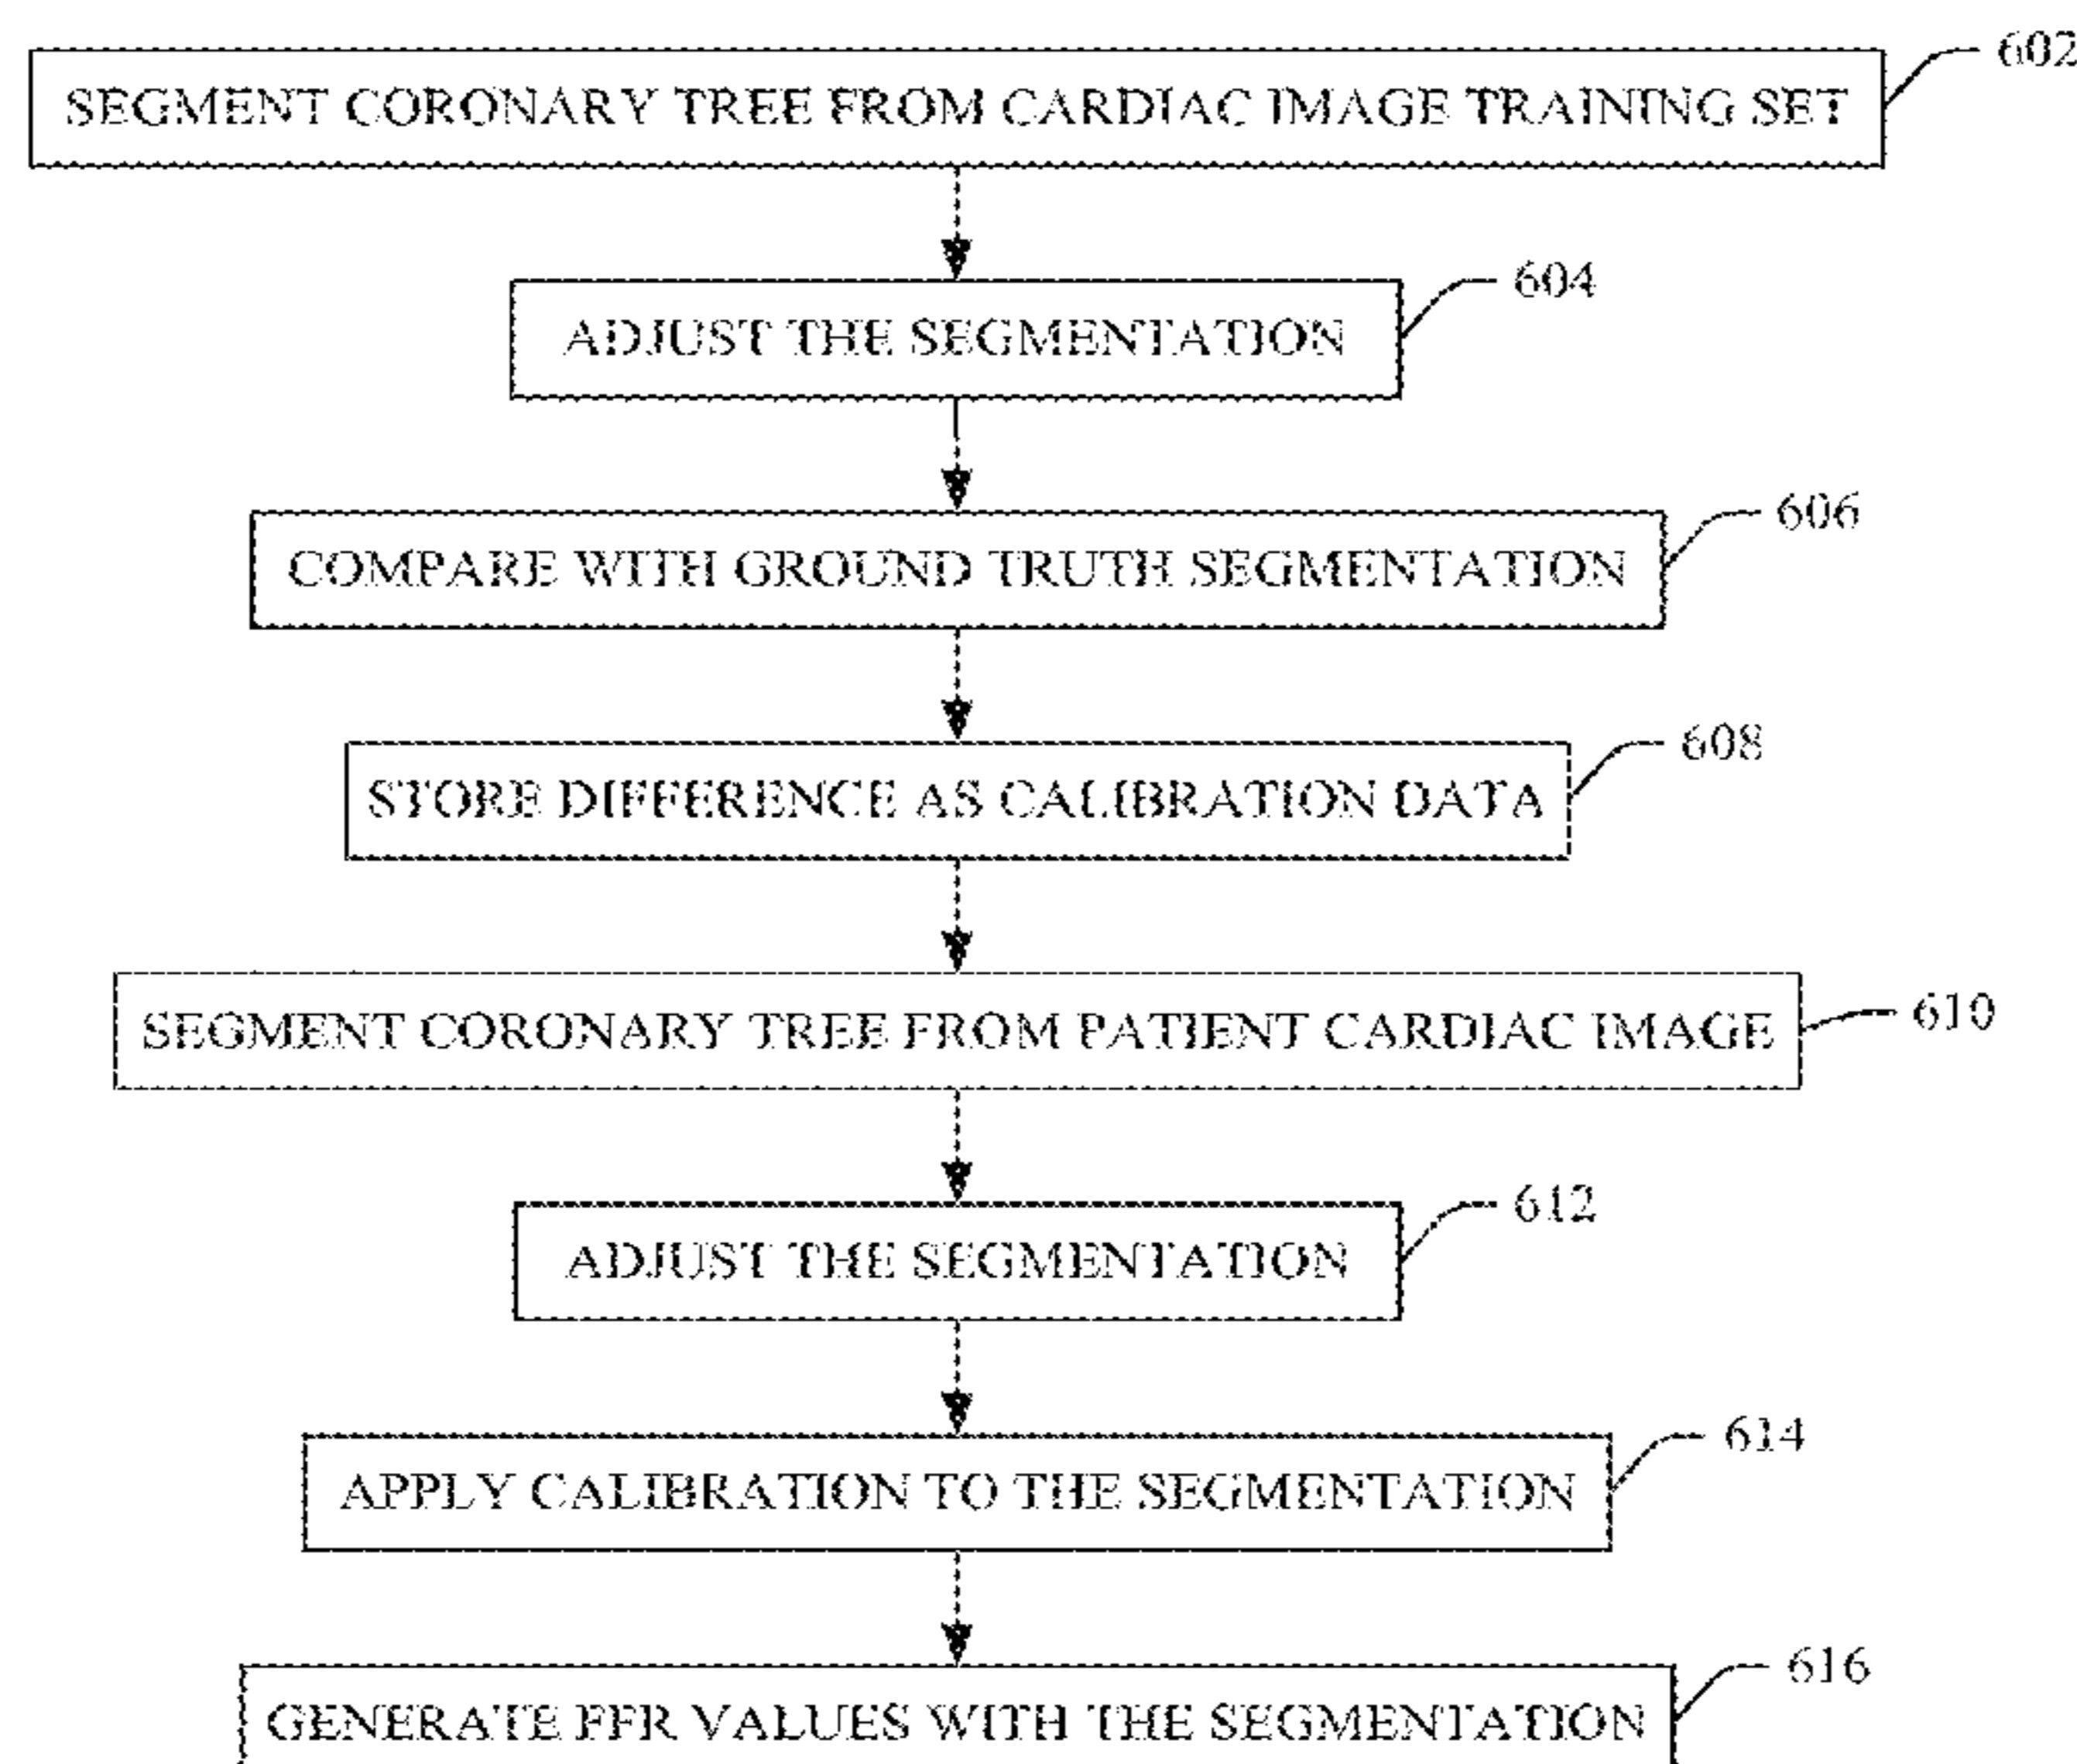 602
SEGMENT CORONARY TREE FROM CARDIAC IMAGE TRAINING SET
604
ADJUST THE SEGMENTATION
606
COMPARE WITH GROUND TRUTH SEGMENTATION
608
STORE DIFFERENCE AS CALIBRATION DATA
610
SEGMENT CORONARY TREE FROM PATIENT CARDIAC IMAGE
612
ADJUST THE SEGMENTATION
614
APPLY CALIBRATION TO THE SEGMENTATION
616
GENERATE FFR VALUES WITH THE SEGMENTATION